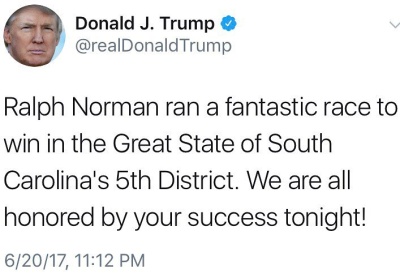 Donald J. Trump
@realDonaldTrump
Ralph Norman ran a fantastic race to
win in the Great State of South
Carolina's 5th District. We are all
honored by your success tonight!
6/20/17, 11:12 PM